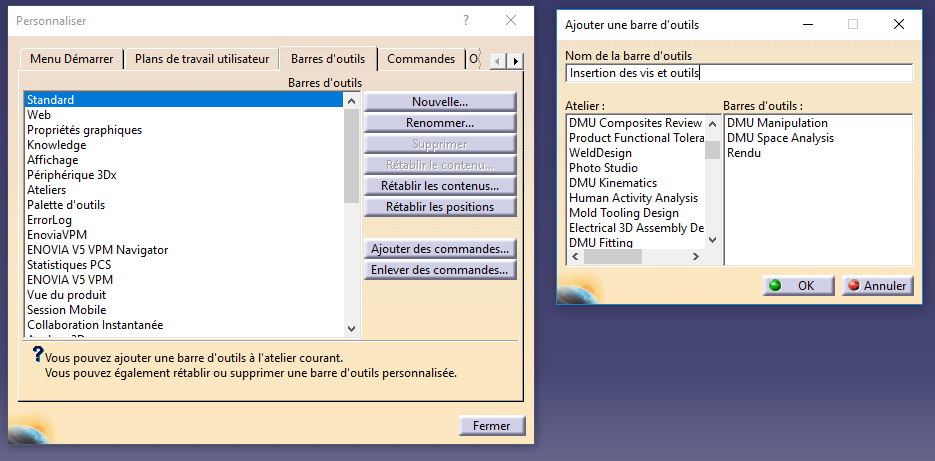 Personnaliser
Menu Démarrer
Plans de travail utilisateur
Barres d'outils
Commandes
O
Barres d'outils
Standard
Web
Propriétés graphiques
Knowledge
Affichage
Périphérique 3Dx
Ateliers
Palette d'outils
ErrorLog
EnoviaVPM
ENOVIA V5 VPM Navigator
Statistiques PCS
ENOVIA V5 VPM
Vue du produit
Session Mobile
Collaboration Instantanée
Nouvelle...
Renommer...
Supprimer
Rétablir le contenu...
Rétablir les contenus...
Rétablir les positions
Ajouter des commandes...
Enlever des commandes...
Vous pouvez ajouter une barre d'outils à l'atelier courant.
Vous pouvez également rétablir ou supprimer une barre d'outils personnalisée.
Fermer
Ajouter une barre d'outils
Nom de la barre d'outils
Insertion des vis et outils
Atelier :
DMU Composites Review
Product Functional Tolera
WeldDesign
Photo Studio
DMU Kinematics
Human Activity Analysis
Mold Tooling Design
Electrical 3D Assembly De
DMU Fitting
Barres d'outils :
DMU Manipulation
DMU Space Analysis
Rendu
OK
Annuler